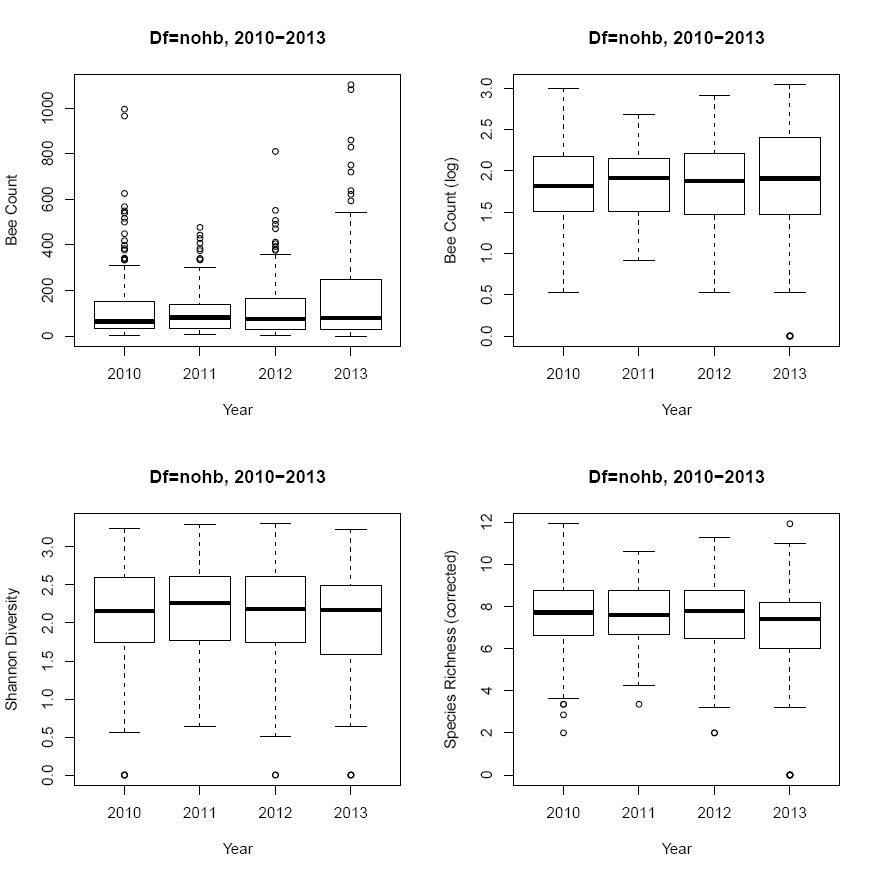 Df=nohb, 2010−2013
Bee Count
1000
800
600
400
200
0
2010 2011 2012 2013
Year
Df=nohb, 2010−2013
Bee Count (log)
3.0
2.5
2.0
1.5
1.0
0.5
0.0
2010 2011 2012 2013
Year
Df=nohb, 2010−2013
Shannon Diversity
3.0
2.5
2.0
1.5
1.0
0.5
0.0
2010 2011 2012 2013
Year
Df=nohb, 2010−2013
Species Richness (corrected)
12
10
8
6
4
2
0
2010 2011 2012 2013
Year